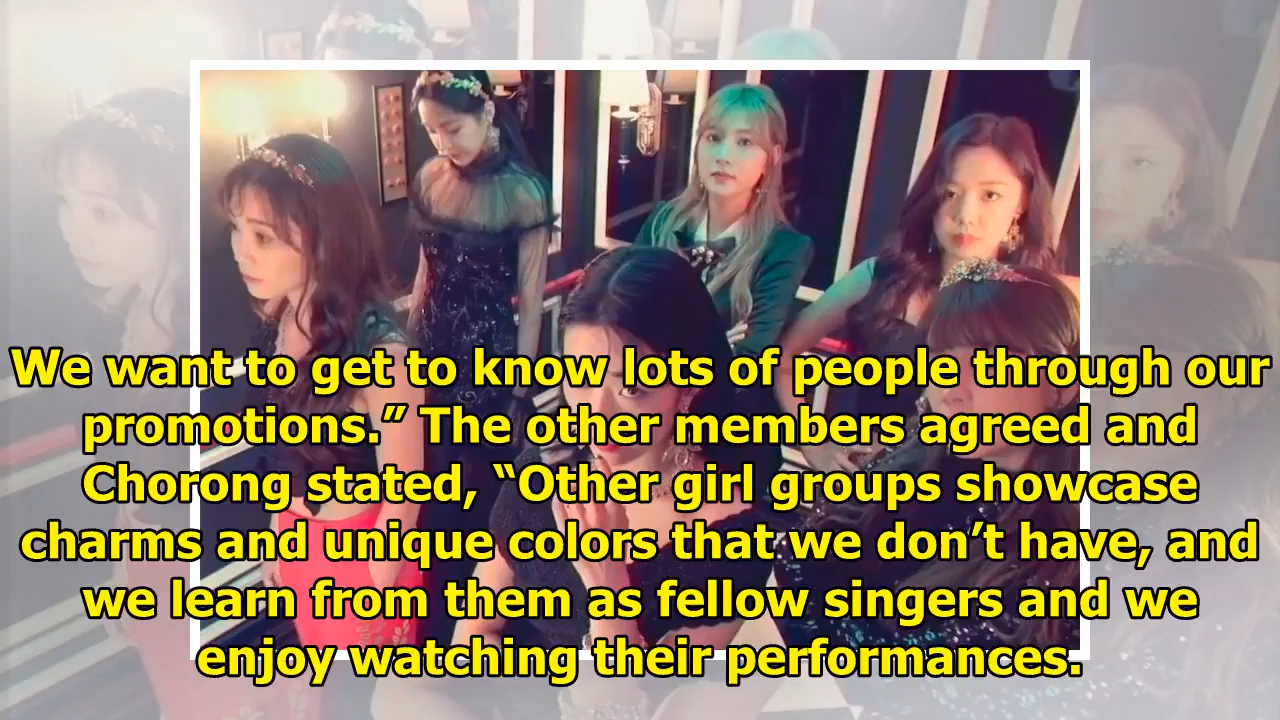 We want to get to know lots of people through our
promotions.” The other members agreed and
Chorong stated, “Other girl groups showcase
charms and unique colors that we don’t have, and
we learn from them as fellow singers and we
enjoy watching their performances.